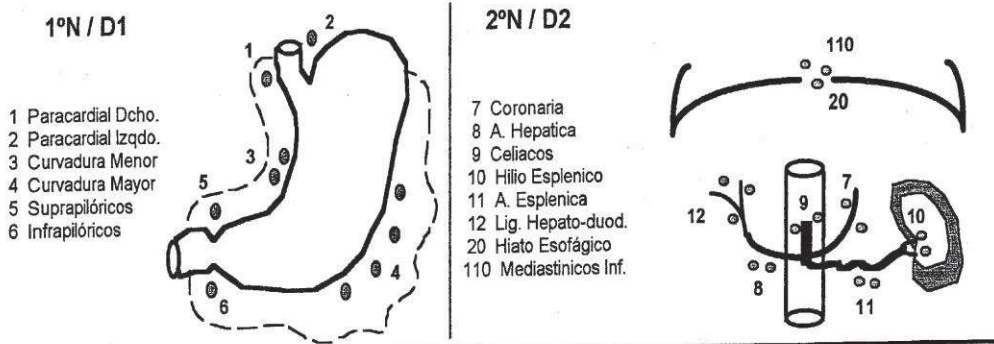 1ºN / D1
1 Paracardial Dcho.
2 Paracardial Izqdo.
3 Curvadura Menor
4 Curvadura Mayor
5 Suprapilóricos
6 Infrapilóricos
2
1
3
5
4
6
2ºN / D2
7 Coronaria
8 A. Hepatica
9 Celiacos
10 Hilio Esplenico
11 A. Esplenica
12 Lig. Hepato-duod.
20 Hiato Esofágico
110 Mediastinicos Inf.
110
20
7
9
12
10
8
11